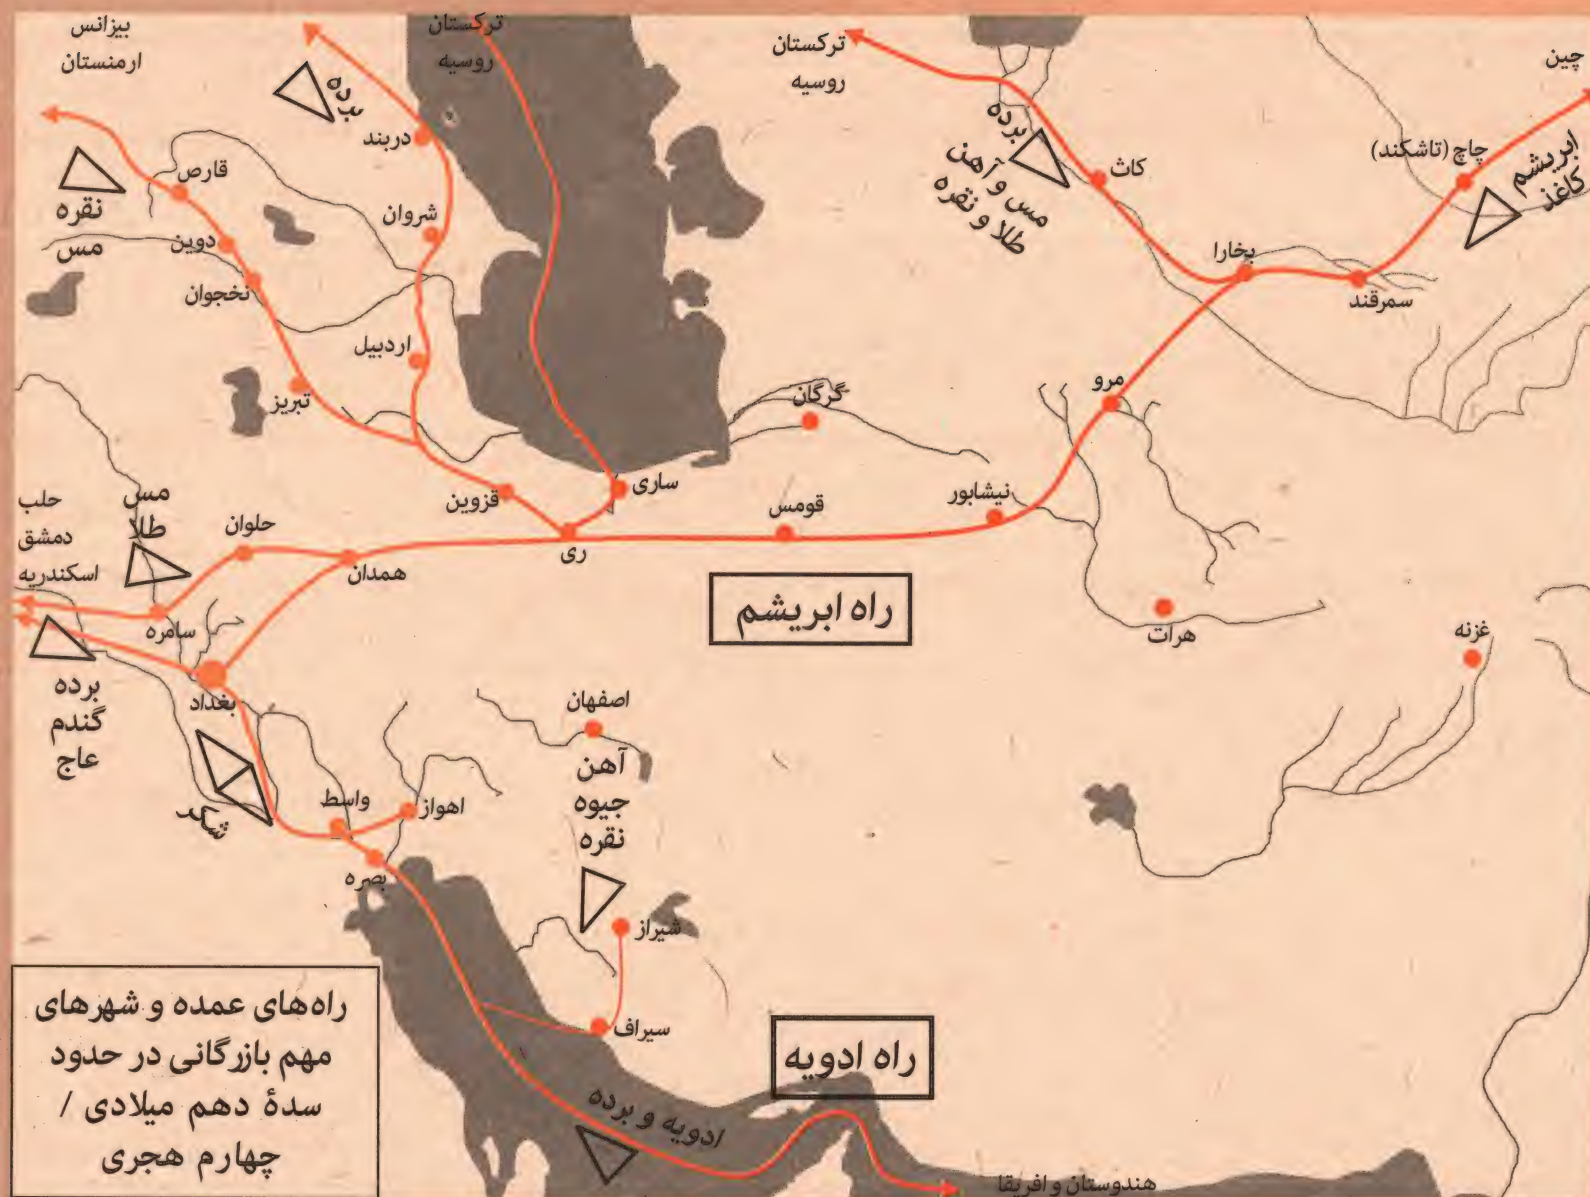 بیزانس
ارمنستان
ترکستان
روسیه
ترکستان
روسیه
چین
برده
دربند
قارص
نقره
مس
شروان
دوین
نخجوان
اردبیل
تبریز
برده
مس و آهن
طلا و نقره
کاث
چاچ (تاشکند)
ابریشم
کاغذ
بخارا
سمرقند
مرو
گرگان
نیشابور
قومس
ساری
قزوین
ری
همدان
حلوان
مس
طلا
حلب
دمشق
اسکندریه
سامره
راه ابریشم
هرات
غزنه
برده
گندم
عاج
بغداد
شکر
واسط
اهواز
بصره
اصفهان
آهن
جیوه
نقره
شیراز
سیراف
راه ادویه
ادویه و برده
هندوستان و افریقا
راه‌های عمده و شهرهای
مهم بازرگانی در حدود
سدهٔ دهم میلادی /
چهارم هجری